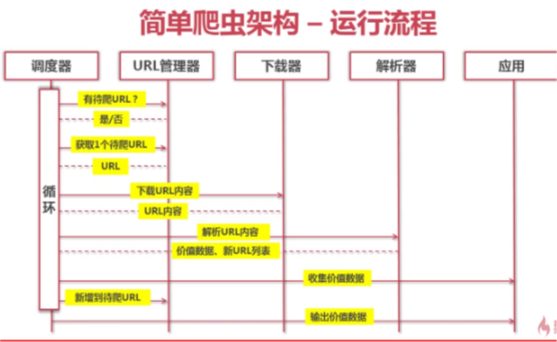 简单爬虫架构 – 运行流程
调度器 URL管理器 下载器 解析器 应用
有待爬URL？
是/否
获取1个待爬URL
URL
循环
下载URL内容
URL内容
解析URL内容
价值数据、新URL列表
收集价值数据
新增到待爬URL
输出价值数据